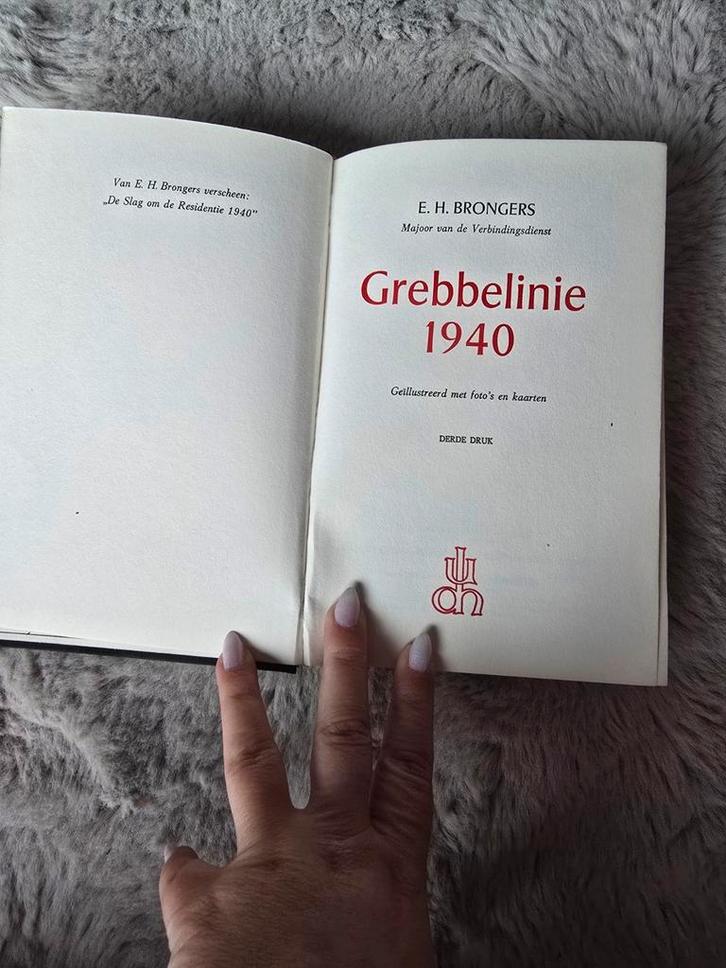 Van E. H. Brongers verscheen:
„De Slag om de Residentie 1940”
E. H. BRONGERS
Majoor van de Verbindingsdienst
Grebbelinie
1940
Geïllustreerd met foto's en kaarten
DERDE DRUK